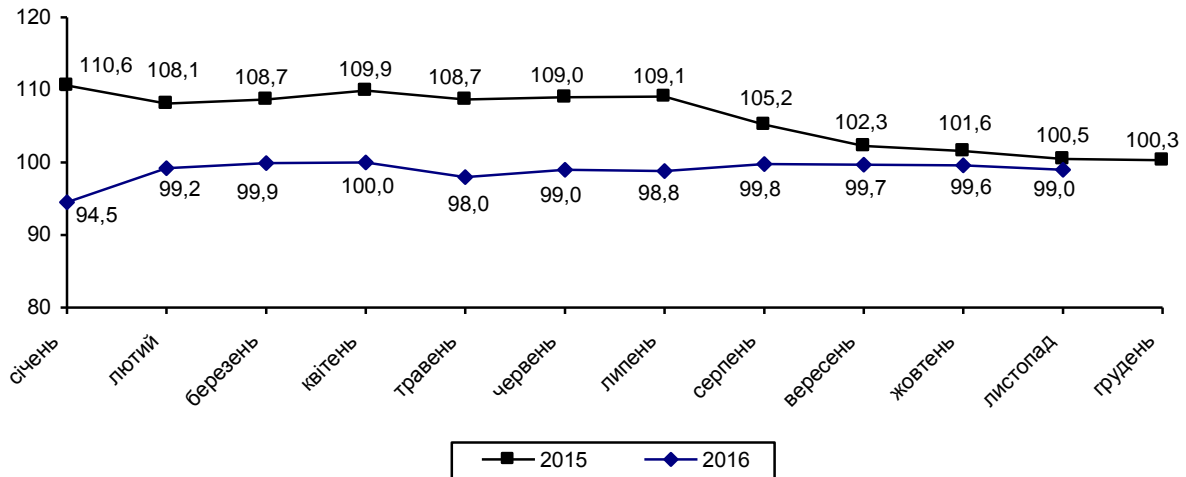 120
110
100
90
80
110,6
108,1
108,7
109,9
108,7
109,0
109,1
105,2
102,3
101,6
100,5
100,3
94,5
99,2
99,9
100,0
98,0
99,0
98,8
99,8
99,7
99,6
99,0
січень
лютий
березень
квітень
травень
червень
липень
серпень
вересень
жовтень
листопад
грудень
2015
2016